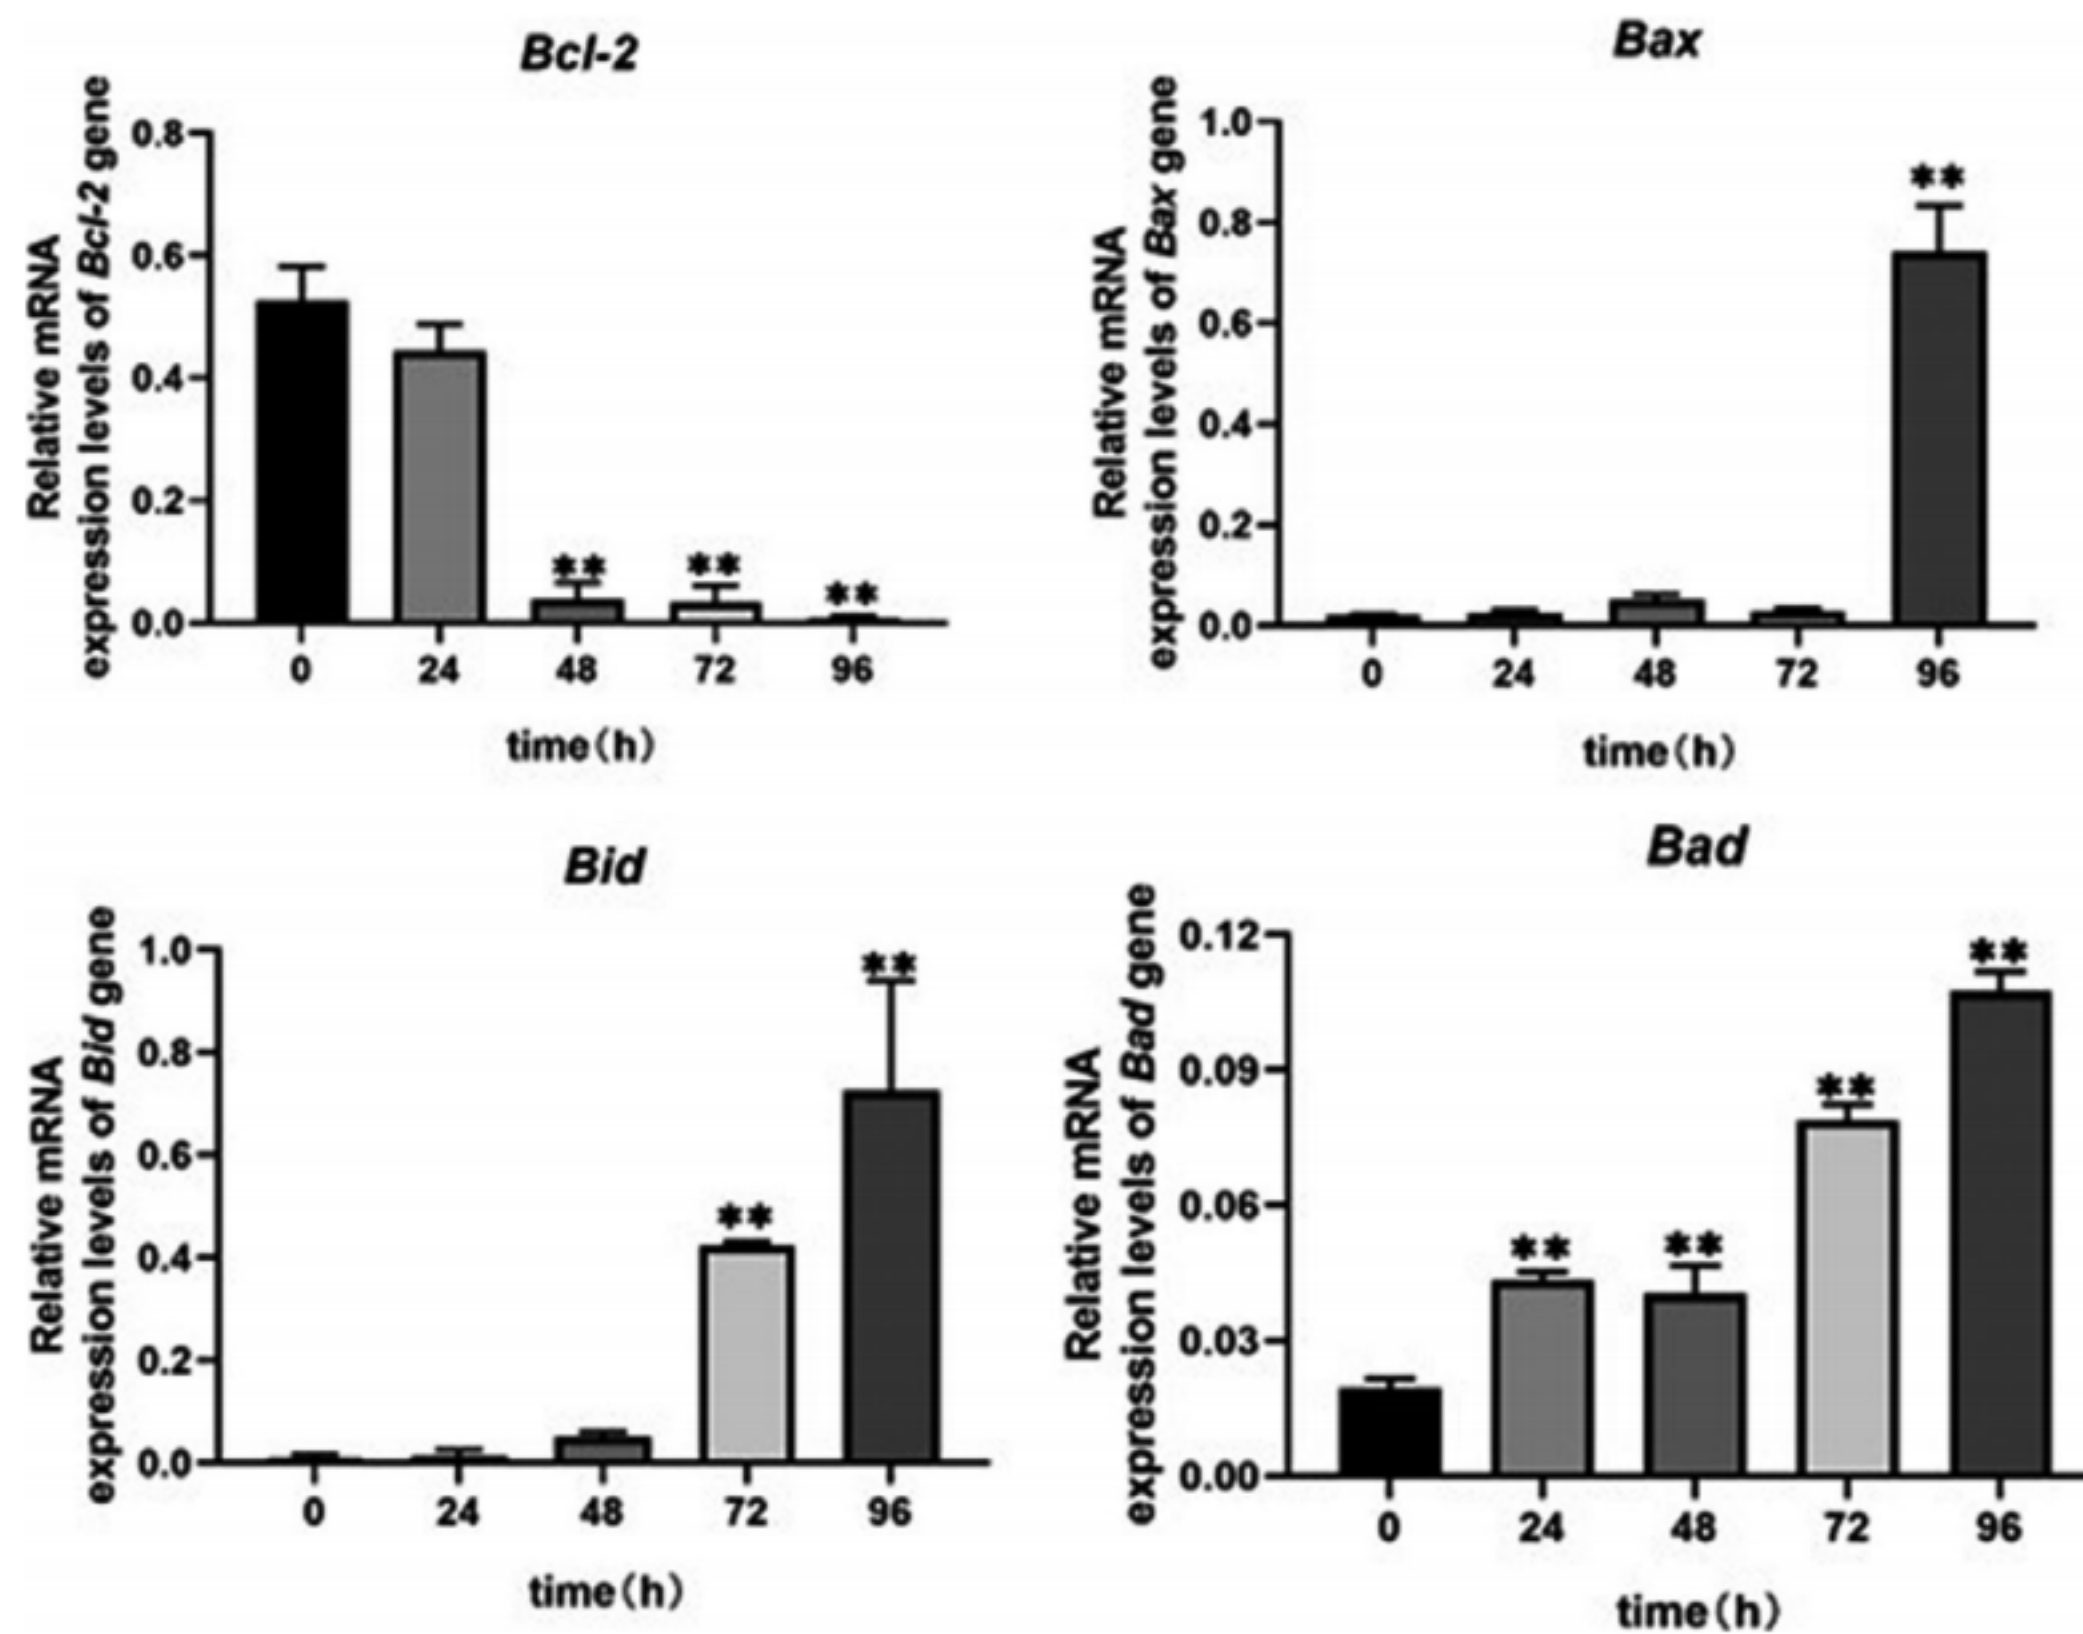 Bcl-2
Relative mRNA
expression levels of Bcl-2 gene
0.8
0.6
0.4
0.2
0.0
**
**
**
0 24 48 72 96
time(h)
Bax
Relative mRNA
expression levels of Bax gene
1.0
0.8
0.6
0.4
0.2
0.0
**
0 24 48 72 96
time(h)
Bid
Relative mRNA
expression levels of Bid gene
1.0
0.8
0.6
0.4
0.2
0.0
**
**
0 24 48 72 96
time(h)
Bad
Relative mRNA
expression levels of Bad gene
0.12
0.09
0.06
0.03
0.00
**
**
**
**
0 24 48 72 96
time(h)